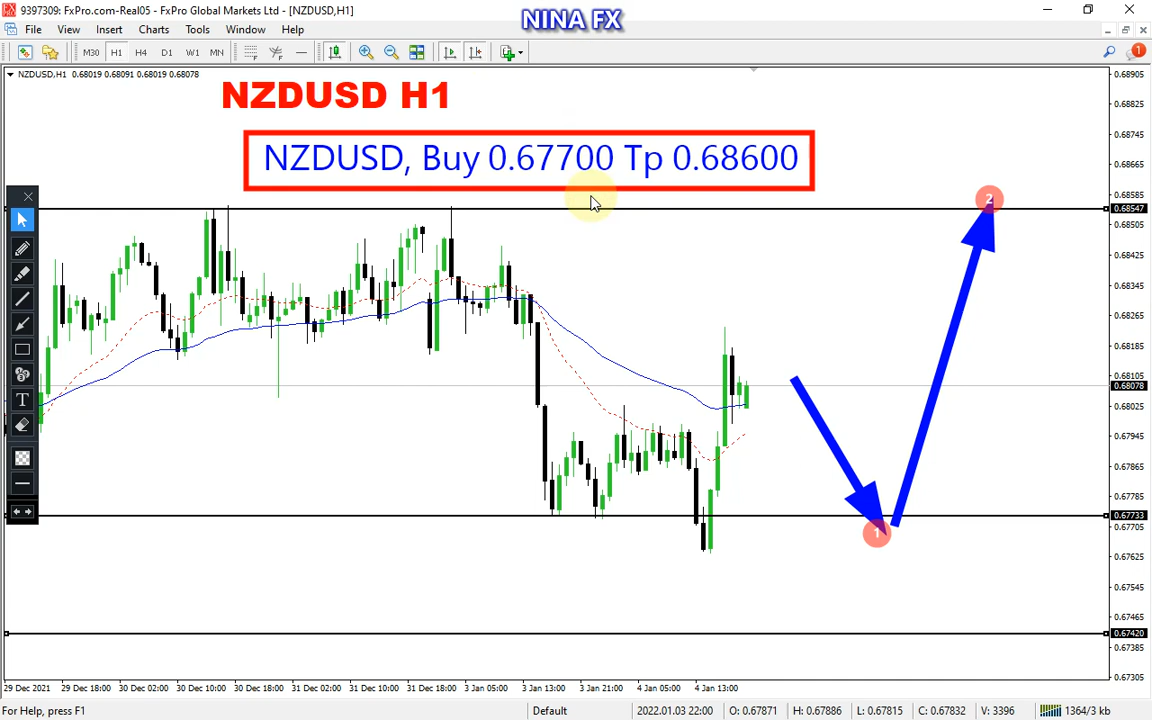 9397309: FxPro.com-Real05 - FxPro Global Markets Ltd - [NZDUSD,H1]
NINA FX
File View Insert Charts Tools Window Help
M30 H1 H4 D1 W1 MN
1
NZDUSD,H1 0.68019 0.68091 0.68019 0.68078
NZDUSD H1
NZDUSD, Buy 0.67700 Tp 0.68600
0.68905
0.68825
0.68745
0.68665
0.68585
0.68547
0.68505
0.68425
0.68345
0.68265
0.68185
0.68105
0.68078
0.68025
0.67945
0.67865
0.67785
0.67733
0.67705
0.67625
0.67545
0.67465
0.67420
0.67385
0.67305
2
1
T
29 Dec 2021 29 Dec 18:00 30 Dec 02:00 30 Dec 10:00 30 Dec 18:00 31 Dec 02:00 31 Dec 10:00 31 Dec 18:00 3 Jan 05:00 3 Jan 13:00 3 Jan 21:00 4 Jan 05:00 4 Jan 13:00
For Help, press F1 Default 2022.01.03 22:00 O: 0.67871 H: 0.67886 L: 0.67815 C: 0.67832 V: 3396 1364/3 kb